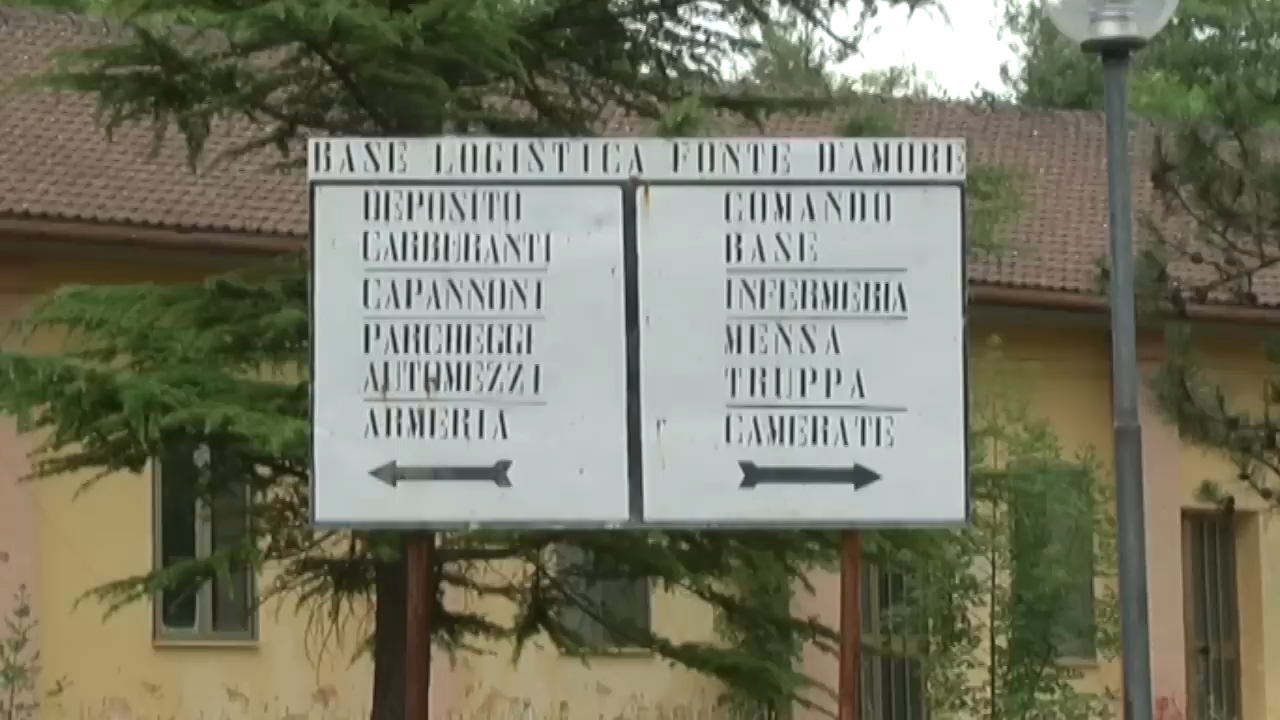 BASE LOGISTICA FONTE D'AMORE
DEPOSITO
CARBURANTI
CAPANNONI
PARCHEGGI
AUTOMEZZI
ARMERIA
COMANDO
BASE
INFERMERIA
MENSA
TRUPPA
CAMERATE